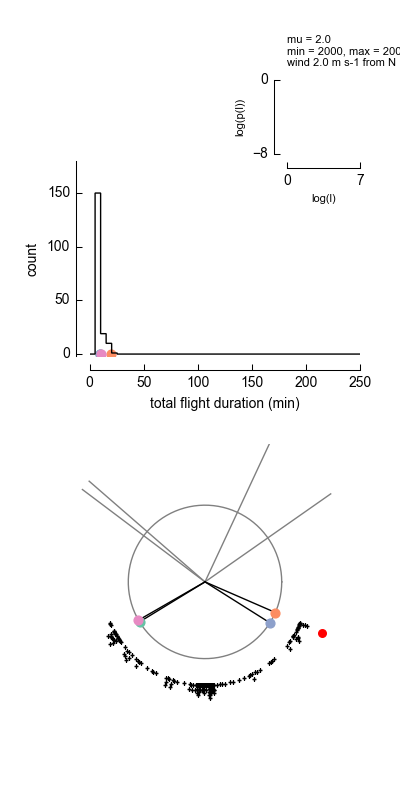 mu = 2.0
min = 2000, max = 200
wind 2.0 m s-1 from N
0
log(p(l))
−8
0 7
log(l)
150
100
50
0
count
0 50 100 150 200 250
total flight duration (min)